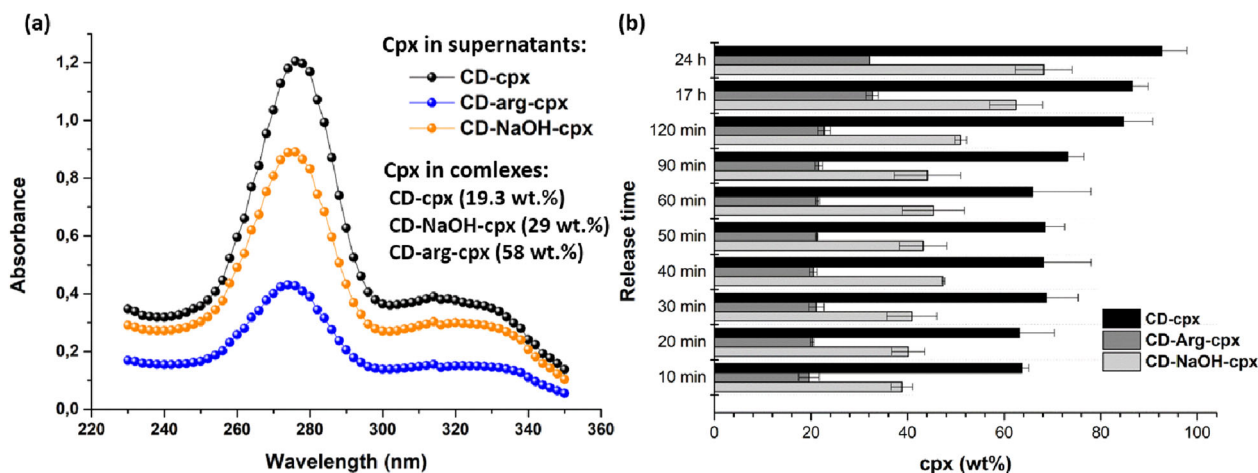 (a)
Cpx in supernatants:
CD-cpx
CD-arg-cpx
CD-NaOH-cpx
Cpx in comlexes:
CD-cpx (19.3 wt.%)
CD-NaOH-cpx (29 wt.%)
CD-arg-cpx (58 wt.%)
Absorbance
1,2
1,0
0,8
0,6
0,4
0,2
0,0
220 240 260 280 300 320 340 360
Wavelength (nm)
(b)
Release time
24 h
17 h
120 min
90 min
60 min
50 min
40 min
30 min
20 min
10 min
CD-cpx
CD-Arg-cpx
CD-NaOH-cpx
0 20 40 60 80 100
cpx (wt%)